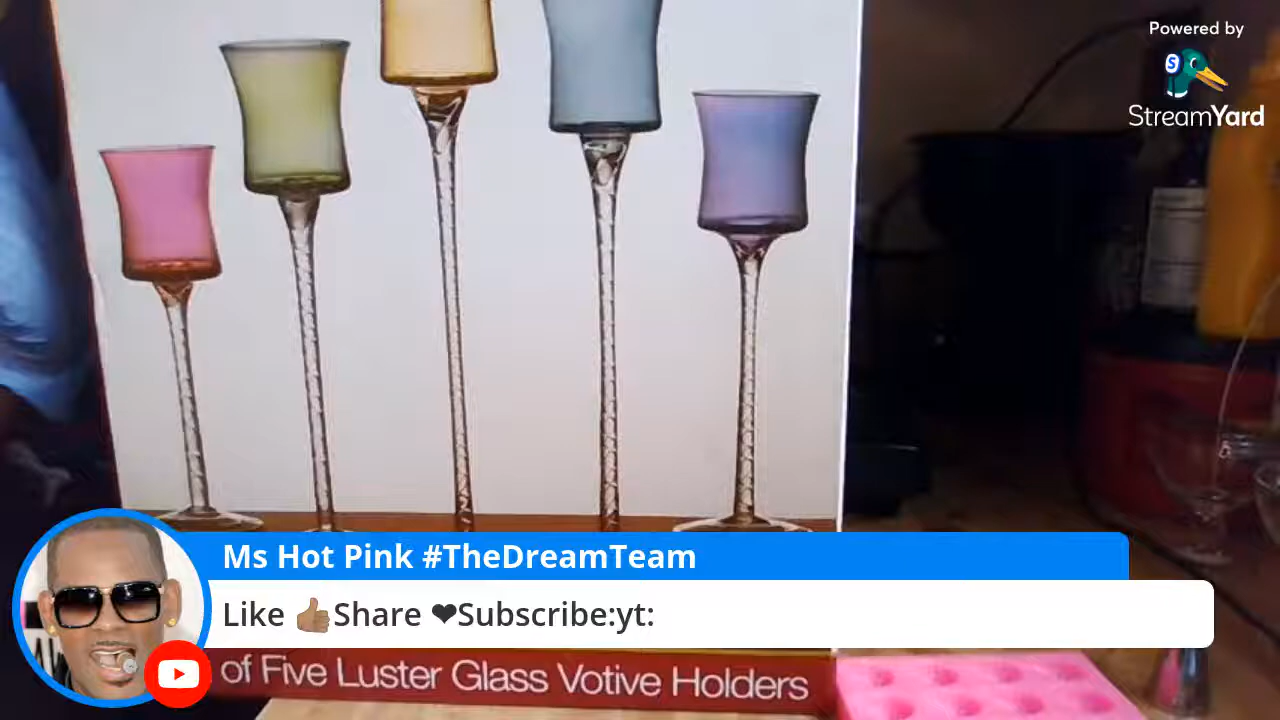 Powered by
StreamYard
Ms Hot Pink #TheDreamTeam
Like 👍🏽Share ❤Subscribe:yt:
of Five Luster Glass Votive Holders